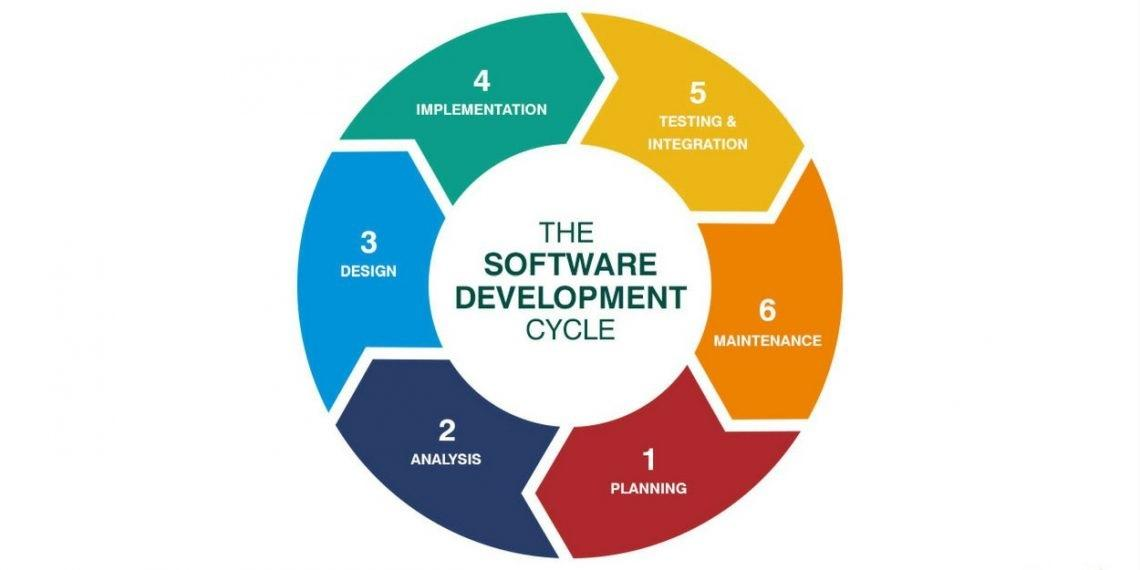 THE
SOFTWARE
DEVELOPMENT
CYCLE
1
PLANNING
2
ANALYSIS
3
DESIGN
4
IMPLEMENTATION
5
TESTING &
INTEGRATION
6
MAINTENANCE